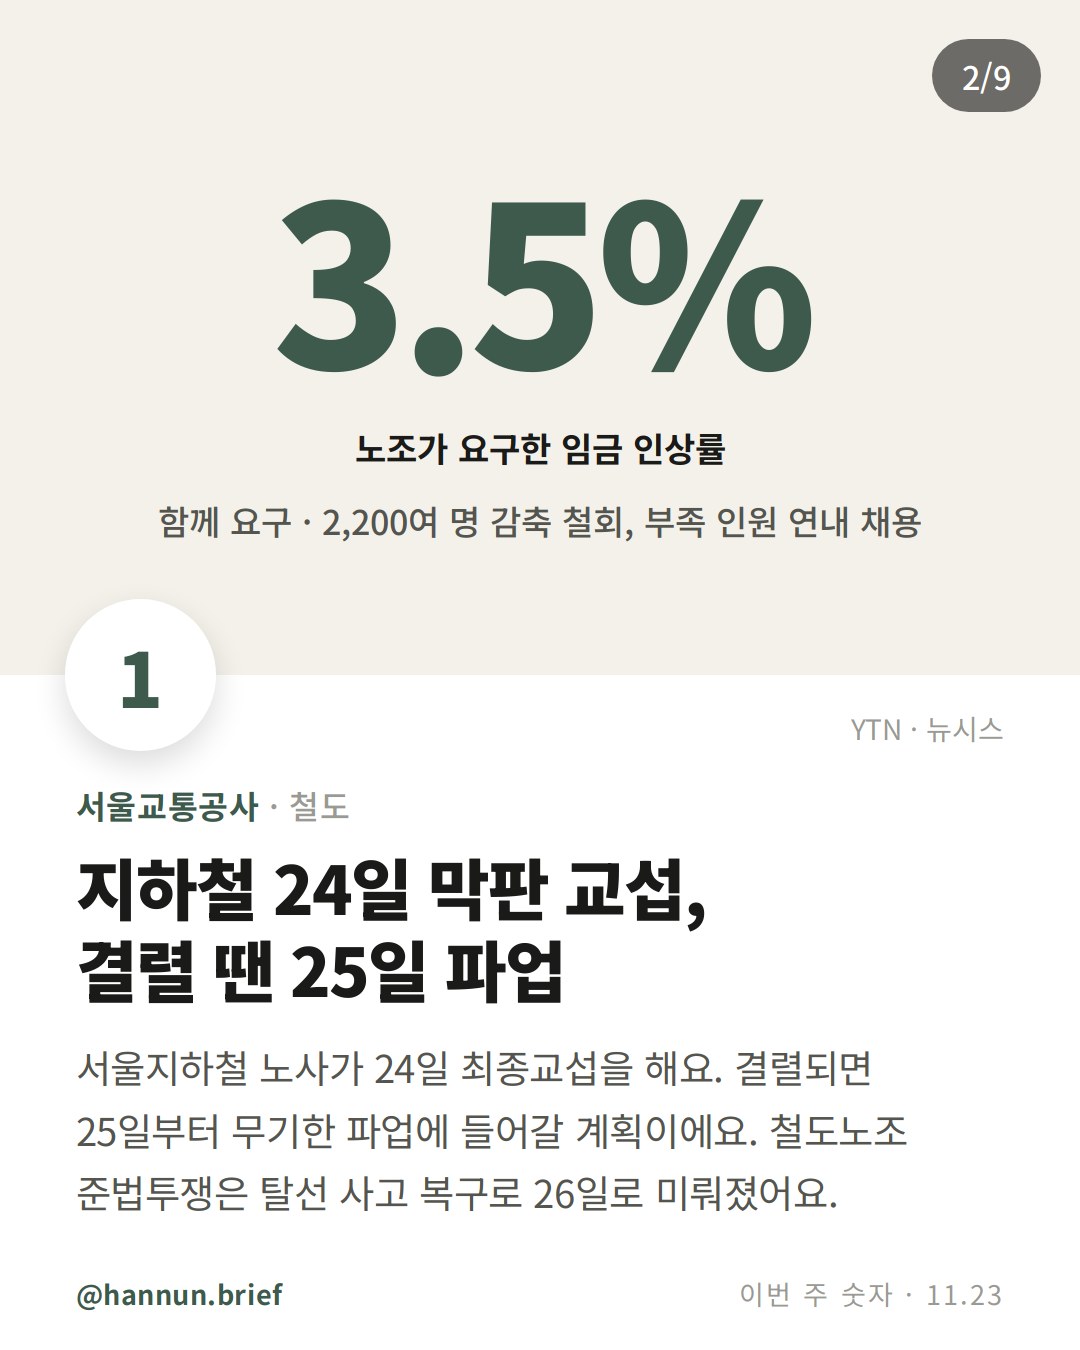 2/9
3.5%
노조가 요구한 임금 인상률
함께 요구 · 2,200여 명 감축 철회, 부족 인원 연내 채용
1
YTN · 뉴시스
서울교통공사 · 철도
지하철 24일 막판 교섭,
결렬 땐 25일 파업
서울지하철 노사가 24일 최종교섭을 해요. 결렬되면
25일부터 무기한 파업에 들어갈 계획이에요. 철도노조
준법투쟁은 탈선 사고 복구로 26일로 미뤄졌어요.
@hannun.brief
이번 주 숫자 · 11.23